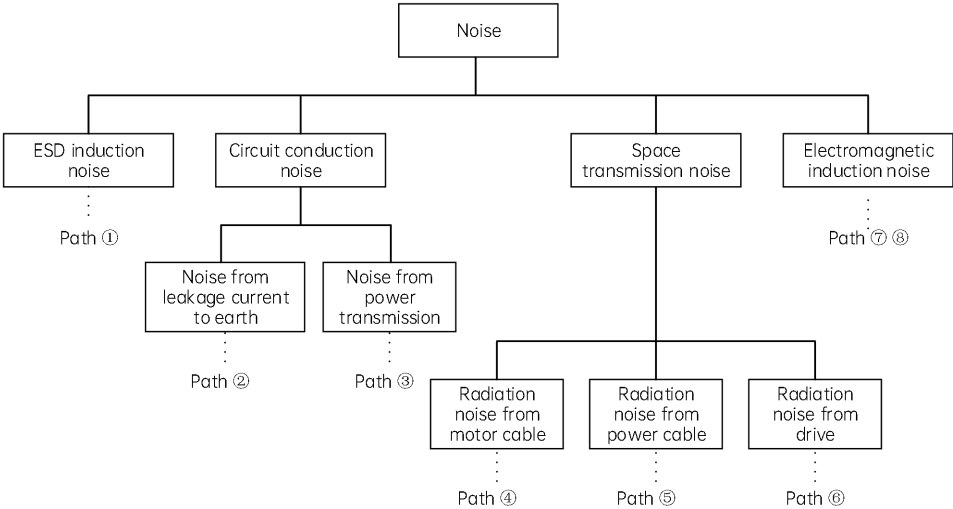 Noise
ESD induction
noise
Circuit conduction
noise
Space
transmission noise
Electromagnetic
induction noise
Path ①
Path ⑦ ⑧
Noise from
leakage current
to earth
Noise from
power
transmission
Path ②
Path ③
Radiation
noise from
motor cable
Radiation
noise from
power cable
Radiation
noise from
drive
Path ④
Path ⑤
Path ⑥